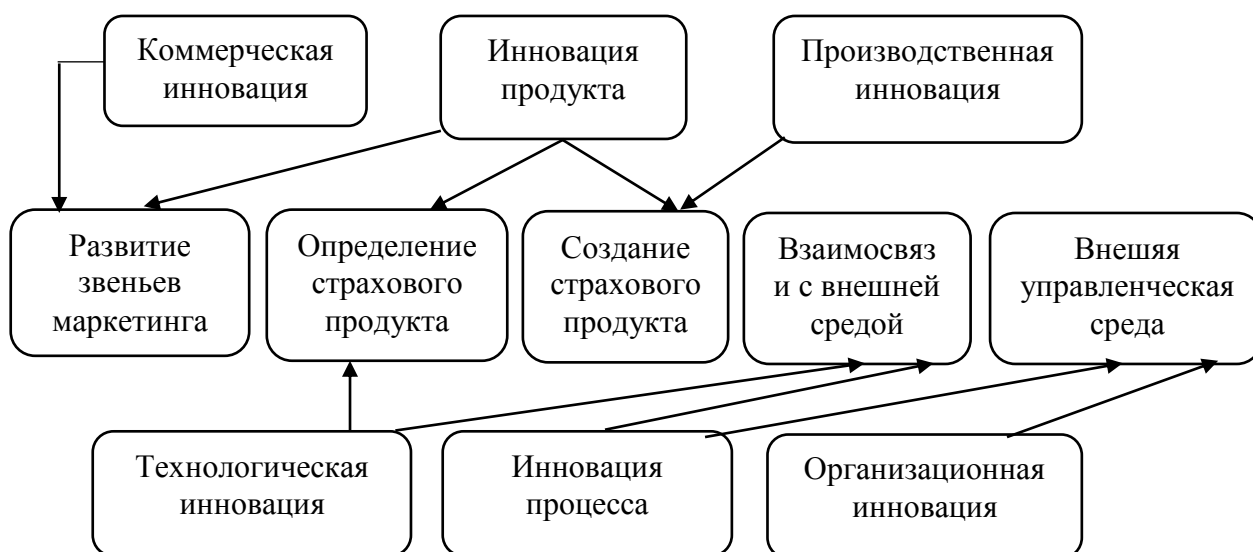 Коммерческая
инновация
Инновация
продукта
Производственная
инновация
Развитие
звеньев
маркетинга
Определение
страхового
продукта
Создание
страхового
продукта
Взаимосвяз
и с внешней
средой
Внешяя
управленческая
среда
Технологическая
инновация
Инновация
процесса
Организационная
инновация